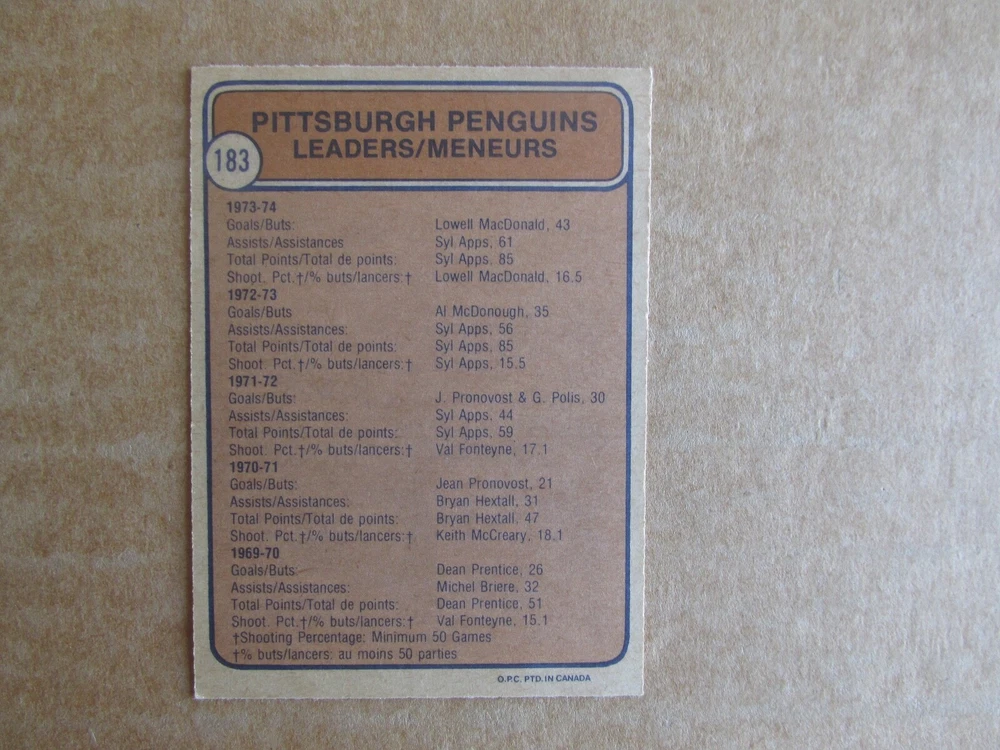 PITTSBURGH PENGUINS
LEADERS/MENEURS
183
1973-74
Goals/Buts: Lowell MacDonald, 43
Assists/Assistances Syl Apps, 61
Total Points/Total de points: Syl Apps, 85
Shoot. Pct.†/% buts/lancers:† Lowell MacDonald, 16.5
1972-73
Goals/Buts Al McDonough, 35
Assists/Assistances: Syl Apps, 56
Total Points/Total de points: Syl Apps, 85
Shoot. Pct.†/% buts/lancers:† Syl Apps, 15.5
1971-72
Goals/Buts: J. Pronovost & G. Polis, 30
Assists/Assistances: Syl Apps, 44
Total Points/Total de points: Syl Apps, 59
Shoot. Pct.†/% buts/lancers:† Val Fonteyne, 17.1
1970-71
Goals/Buts: Jean Pronovost, 21
Assists/Assistances: Bryan Hextall, 31
Total Points/Total de points: Bryan Hextall, 47
Shoot. Pct.†/% buts/lancers:† Keith McCreary, 18.1
1969-70
Goals/Buts: Dean Prentice, 26
Assists/Assistances: Michel Briere, 32
Total Points/Total de points: Dean Prentice, 51
Shoot. Pct.†/% buts/lancers:† Val Fonteyne, 15.1
†Shooting Percentage: Minimum 50 Games
†% buts/lancers: au moins 50 parties
O.P.C. PTD. IN CANADA